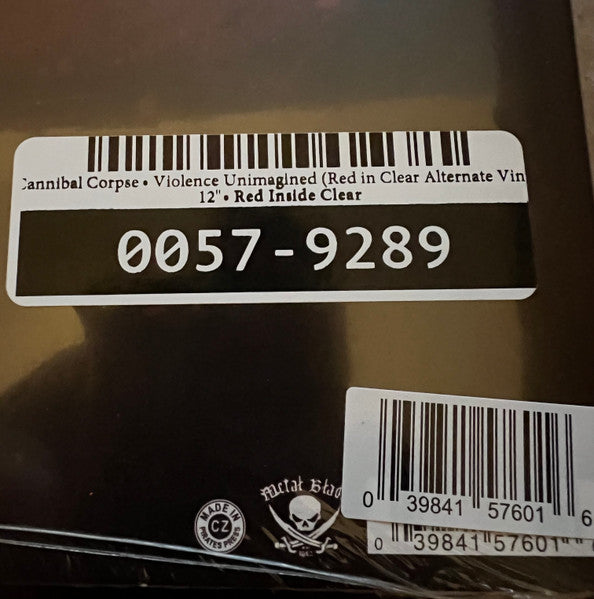 Cannibal Corpse • Violence Unimagined (Red in Clear Alternate Vin
12" • Red Inside Clear
0057-9289
0 39841 57601 6
0 39841 57601
Metal Blad
MADE IN
CZ
PIRATES PRESS